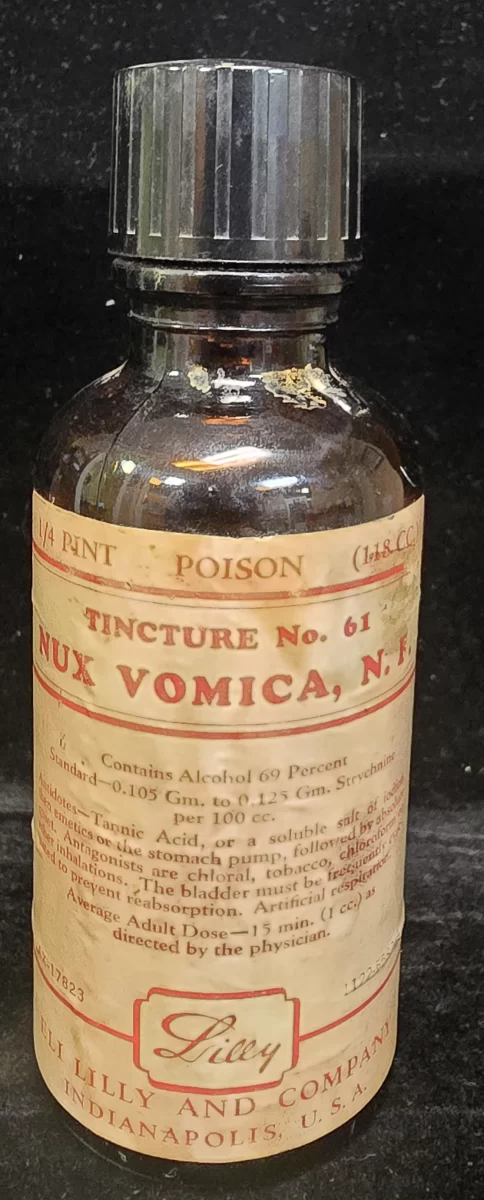 1/4 PINT POISON (118 CC.)
TINCTURE No. 61
NUX VOMICA, N. F.
Contains Alcohol 69 Percent
Standard—0.105 Gm. to 0.125 Gm. Strychnine
per 100 cc.
Antidotes—Tannic Acid, or a soluble salt of iodine,
emetics or the stomach pump, followed by absolute
Antagonists are chloral, tobacco, chloroform
inhalations. The bladder must be frequently
to prevent reabsorption. Artificial respiration.
Average Adult Dose—15 min. (1 cc.) as
directed by the physician.
-17823
Lilly
ELI LILLY AND COMPANY
INDIANAPOLIS, U. S. A.